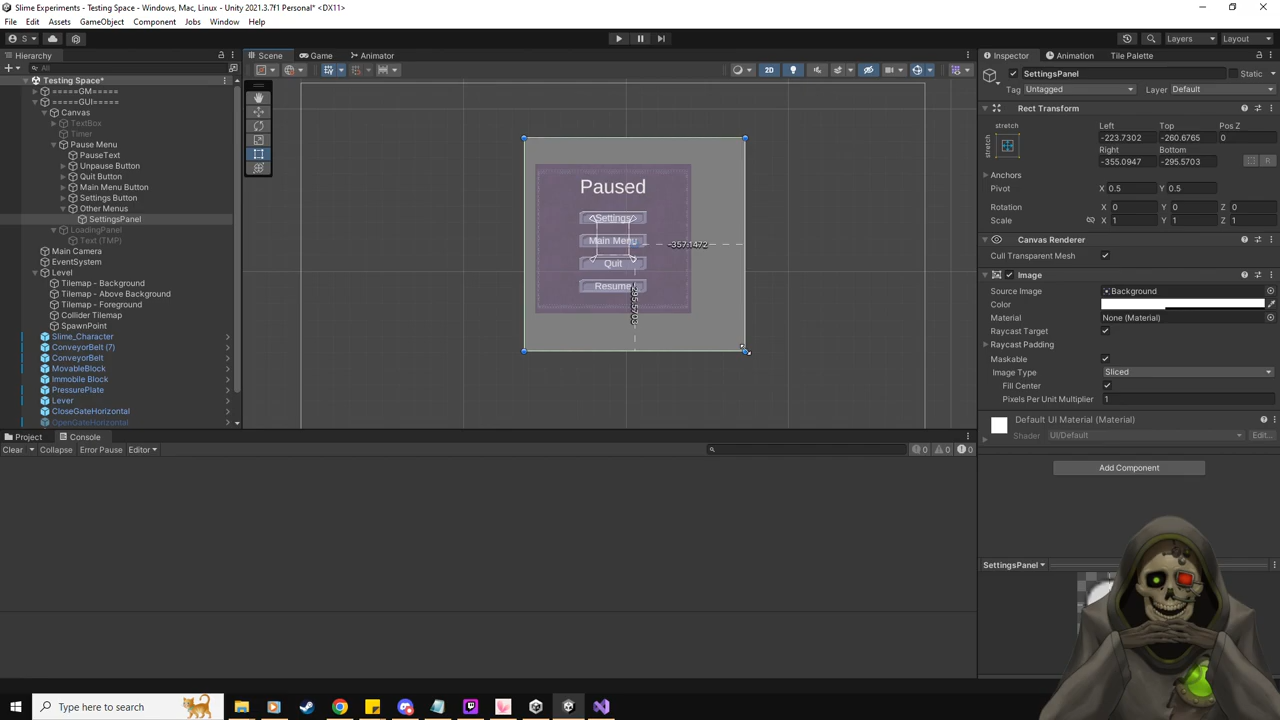 Slime Experiments - Testing Space - Windows, Mac, Linux - Unity 2021.3.7f1 Personal* <DX11>
File Edit Assets GameObject Component Jobs Window Help
S Layers Layout
Hierarchy
Scene Game Animator
Inspector Animation Tile Palette
All
2D
Testing Space*
=====GM=====
=====GUI=====
Canvas
TextBox
Timer
Pause Menu
PauseText
Unpause Button
Quit Button
Main Menu Button
Settings Button
Other Menus
SettingsPanel
LoadingPanel
Text (TMP)
Main Camera
EventSystem
Level
Tilemap - Background
Tilemap - Above Background
Tilemap - Foreground
Collider Tilemap
SpawnPoint
Slime_Character
ConveyorBelt (7)
ConveyorBelt
MovableBlock
Immobile Block
PressurePlate
Lever
CloseGateHorizontal
OpenGateHorizontal
Paused
Settings
Main Menu
Quit
Resume
-357.1472
-295.5703
SettingsPanel Static
Tag Untagged Layer Default
Rect Transform
stretch Left Top Pos Z
stretch -223.7302 -260.6765 0
Right Bottom
-355.0947 -295.5703 R
Anchors
Pivot X 0.5 Y 0.5
Rotation X 0 Y 0 Z 0
Scale X 1 Y 1 Z 1
Canvas Renderer
Cull Transparent Mesh
Image
Source Image Background
Color
Material None (Material)
Raycast Target
Raycast Padding
Maskable
Image Type Sliced
Fill Center
Pixels Per Unit Multiplier 1
Default UI Material (Material)
Shader UI/Default Edit...
Add Component
SettingsPanel
Project Console
Clear Collapse Error Pause Editor 0 0 0
Type here to search